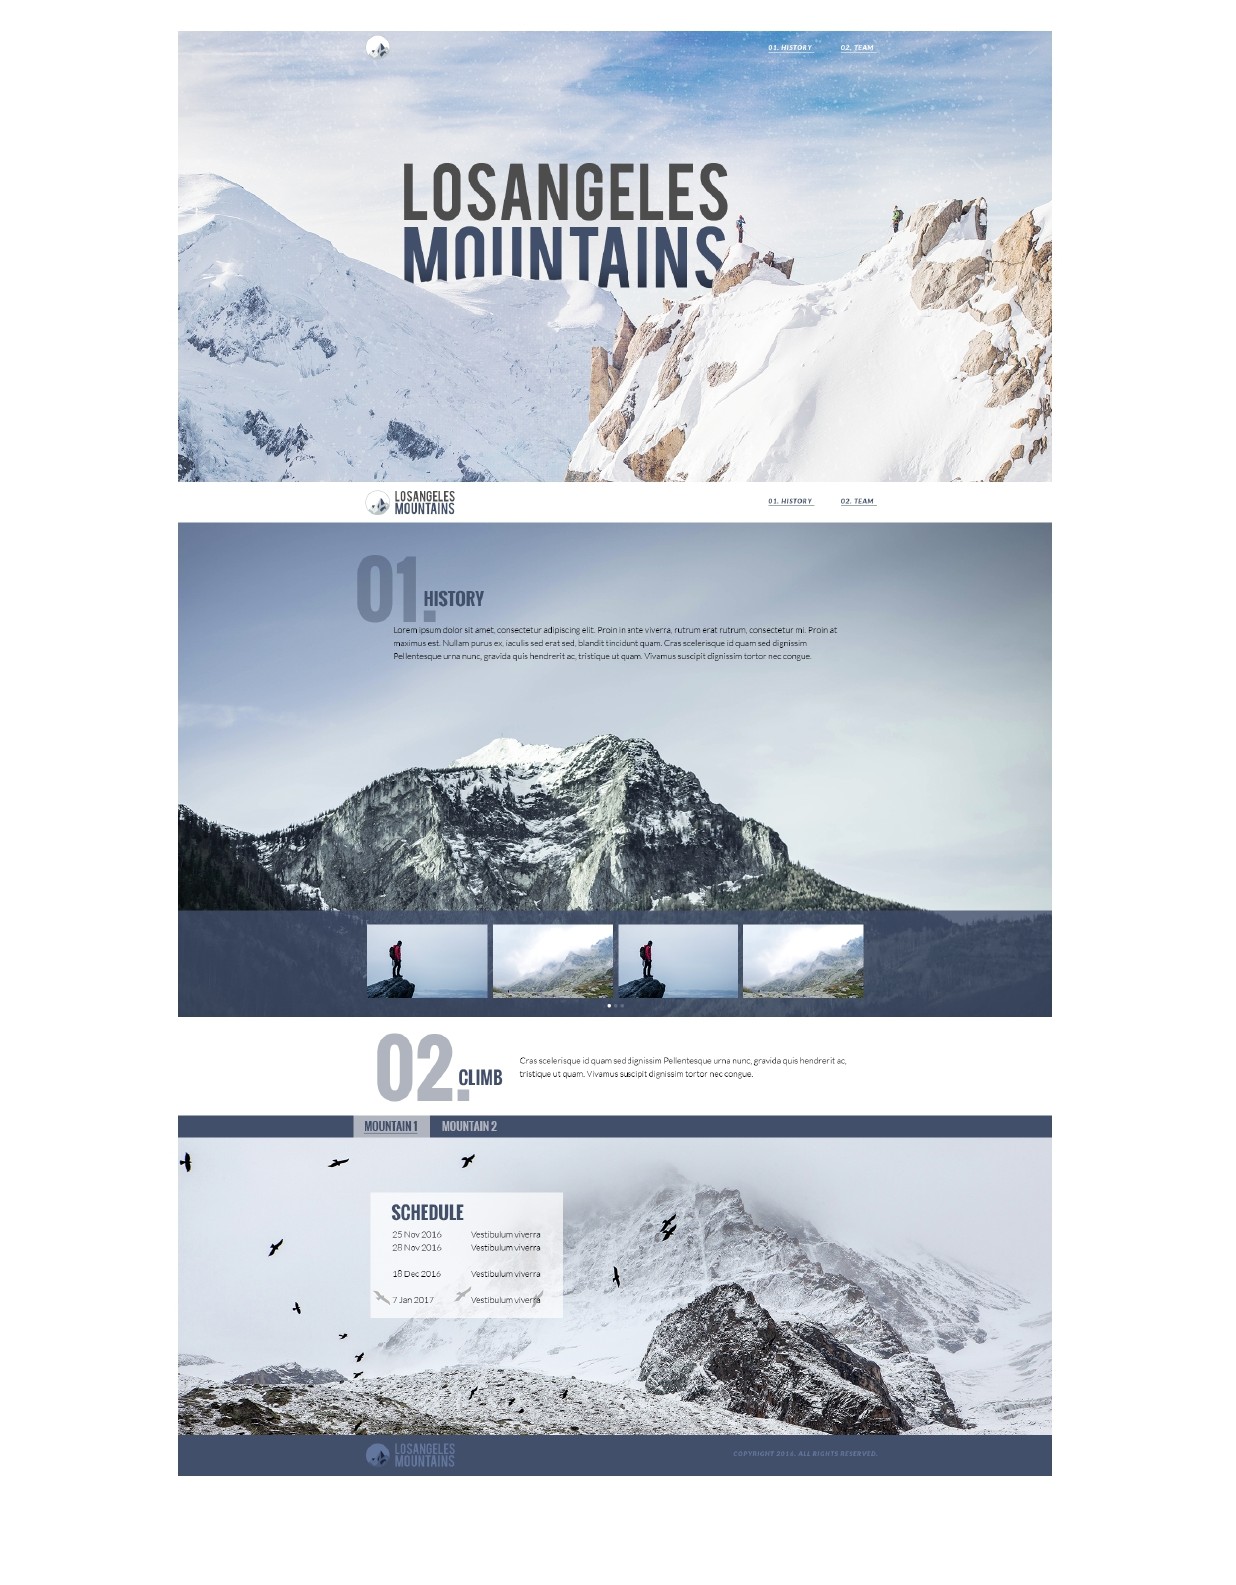 01. HISTORY
02. TEAM
LOSANGELES
MOUNTAINS
LOSANGELES
MOUNTAINS
01. HISTORY
02. TEAM
01.
HISTORY
Lorem ipsum dolor sit amet, consectetur adipiscing elit. Proin in ante viverra, rutrum erat rutrum, consectetur mi. Proin at
maximus est. Nullam purus ex, iaculis sed erat sed, blandit tincidunt quam. Cras scelerisque id quam sed dignissim
Pellentesque urna nunc, gravida quis hendrerit ac, tristique ut quam. Vivamus suscipit dignissim tortor nec congue.
02.
CLIMB
Cras scelerisque id quam sed dignissim Pellentesque urna nunc, gravida quis hendrerit ac,
tristique ut quam. Vivamus suscipit dignissim tortor nec congue.
MOUNTAIN 1
MOUNTAIN 2
SCHEDULE
25 Nov 2016 Vestibulum viverra
28 Nov 2016 Vestibulum viverra
18 Dec 2016 Vestibulum viverra
7 Jan 2017 Vestibulum viverra
LOSANGELES
MOUNTAINS
COPYRIGHT 2016. ALL RIGHTS RESERVED.